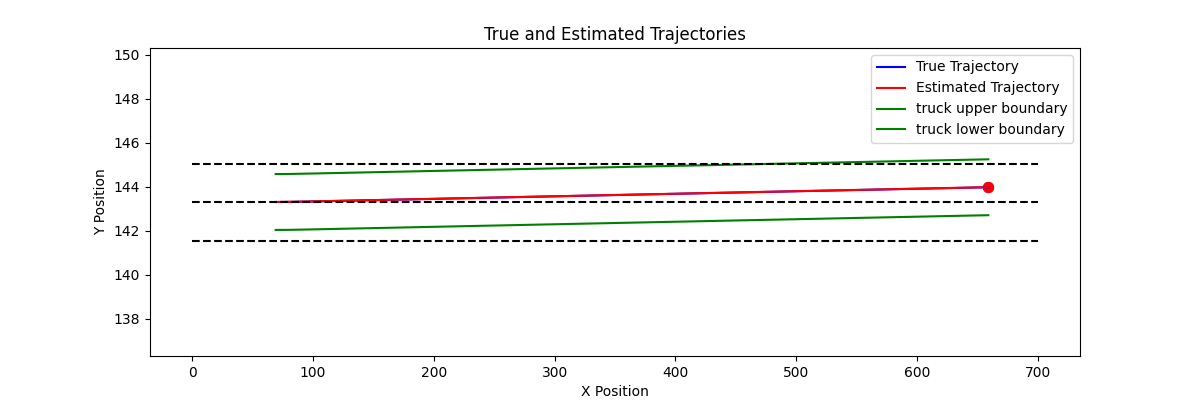 True and Estimated Trajectories
150
148
146
144
142
140
138
Y Position
True Trajectory
Estimated Trajectory
truck upper boundary
truck lower boundary
0
100
200
300
400
500
600
700
X Position